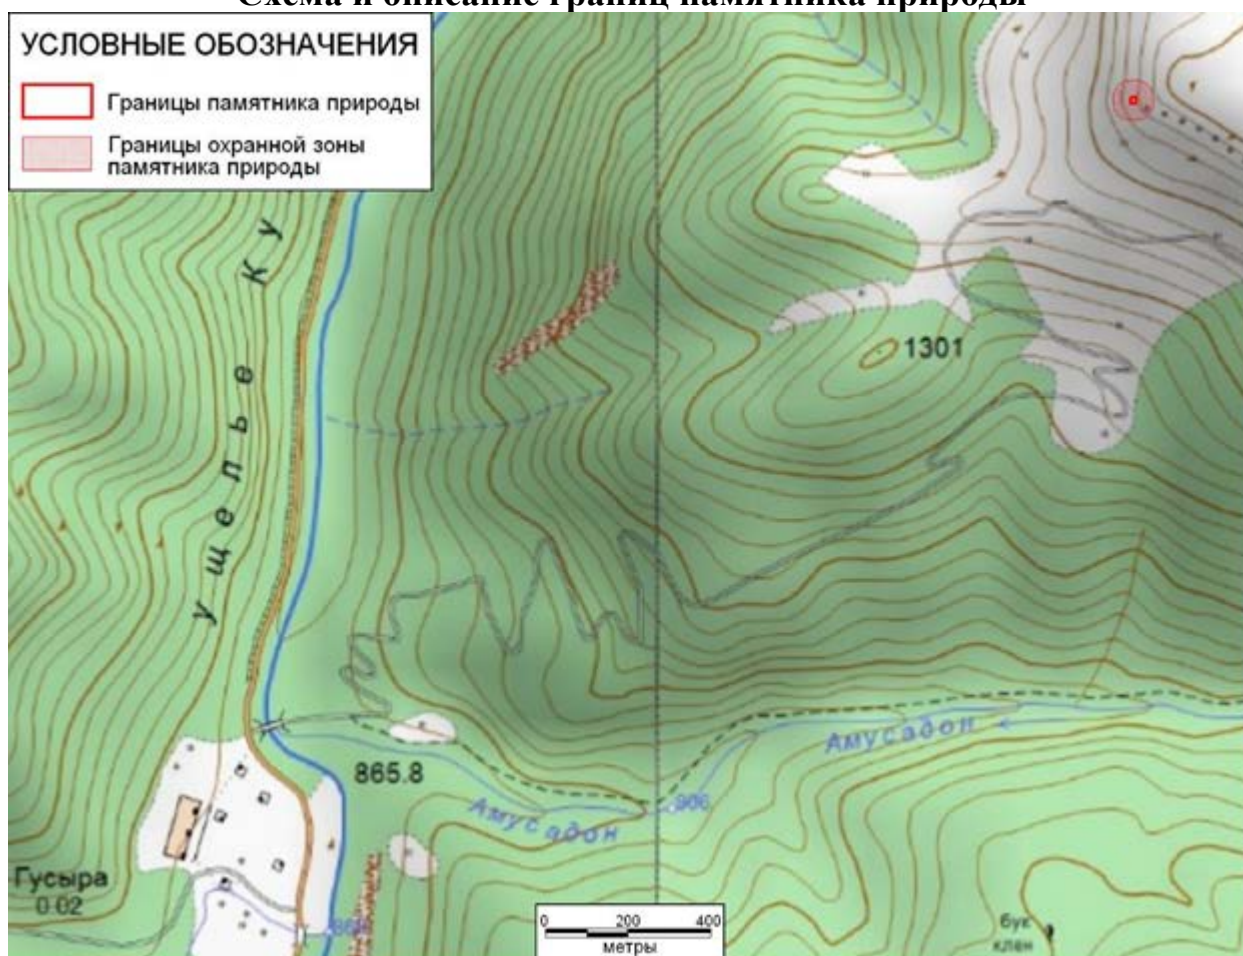 Схема и описание границ памятника природы
УСЛОВНЫЕ ОБОЗНАЧЕНИЯ
Границы памятника природы
Границы охранной зоны
памятника природы
ущелье Ку
1301
865.8
Амусадон
Амусадон
906
Гусыра
0.02
0 200 400
метры
бук
клен